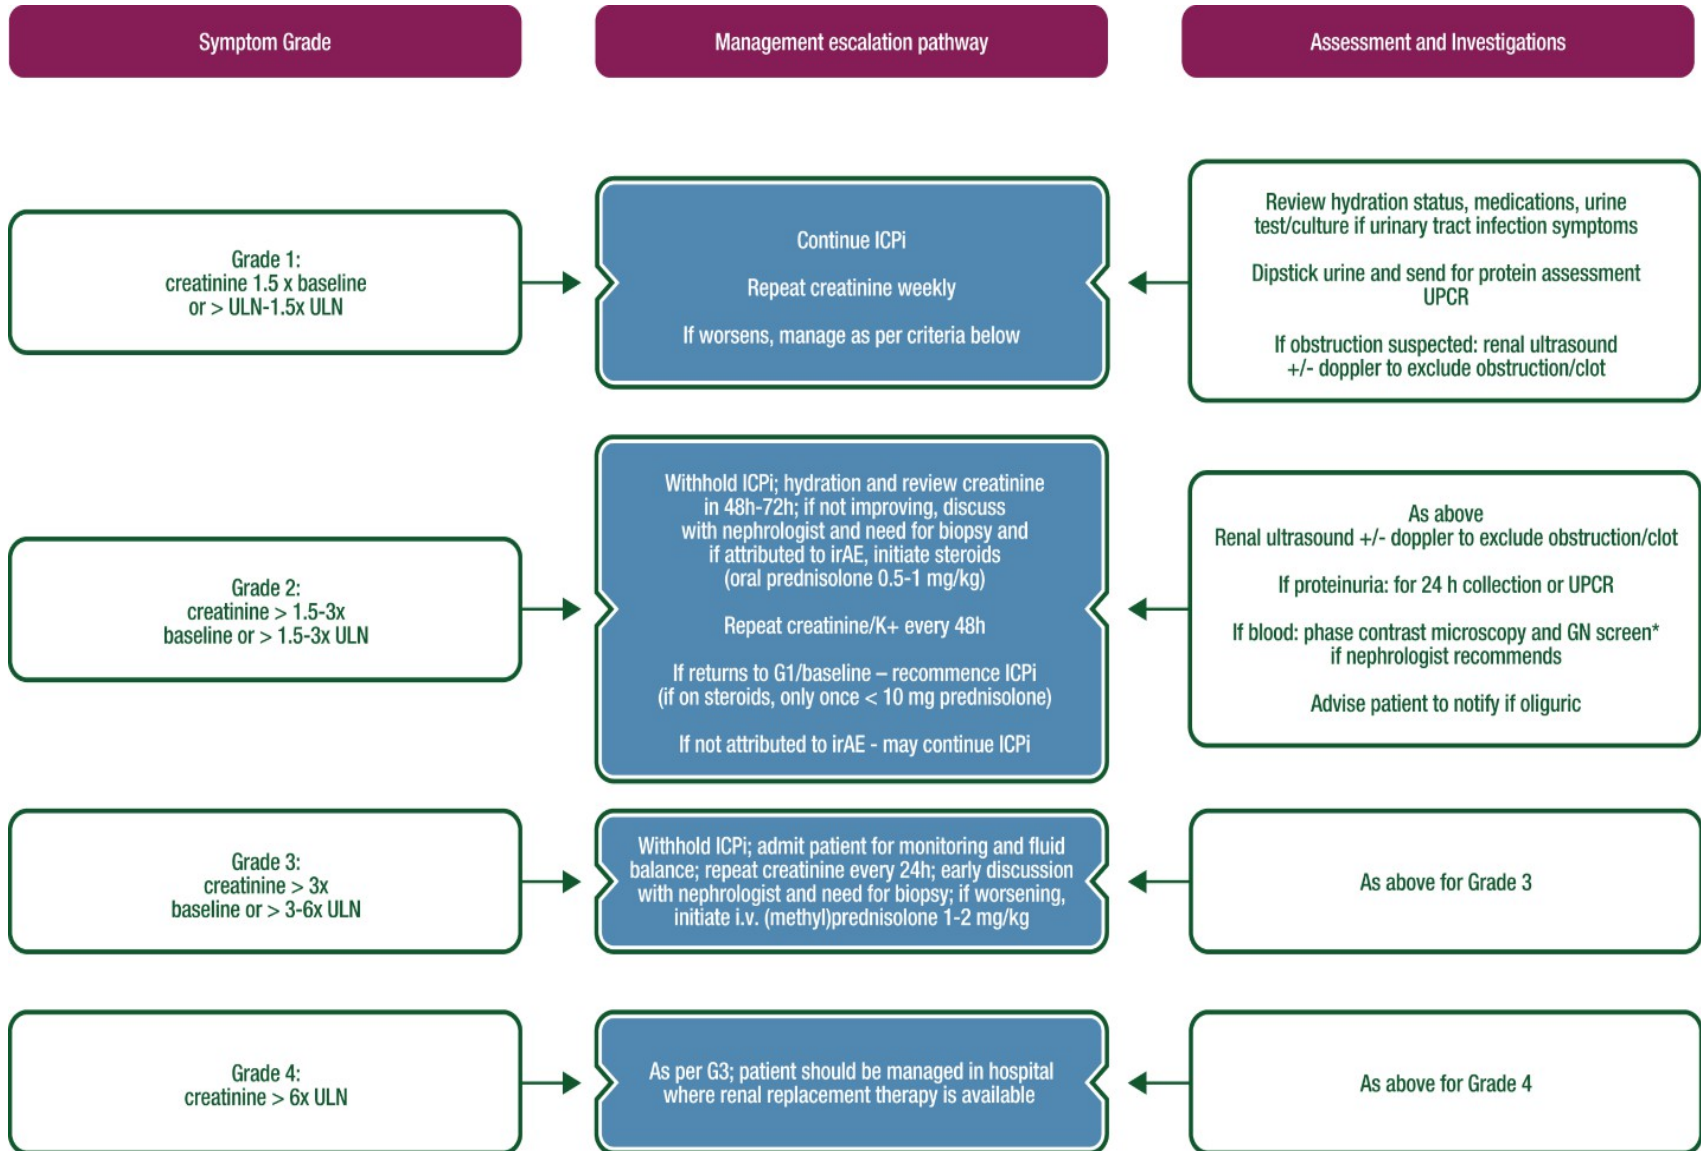 Symptom Grade
Management escalation pathway
Assessment and Investigations
Grade 1:
creatinine 1.5 x baseline
or > ULN-1.5x ULN
Continue ICPi
Repeat creatinine weekly
If worsens, manage as per criteria below
Review hydration status, medications, urine
test/culture if urinary tract infection symptoms
Dipstick urine and send for protein assessment
UPCR
If obstruction suspected: renal ultrasound
+/- doppler to exclude obstruction/clot
Grade 2:
creatinine > 1.5-3x
baseline or > 1.5-3x ULN
Withhold ICPi; hydration and review creatinine
in 48h-72h; if not improving, discuss
with nephrologist and need for biopsy and
if attributed to irAE, initiate steroids
(oral prednisolone 0.5-1 mg/kg)
Repeat creatinine/K+ every 48h
If returns to G1/baseline – recommence ICPi
(if on steroids, only once < 10 mg prednisolone)
If not attributed to irAE - may continue ICPi
As above
Renal ultrasound +/- doppler to exclude obstruction/clot
If proteinuria: for 24 h collection or UPCR
If blood: phase contrast microscopy and GN screen*
if nephrologist recommends
Advise patient to notify if oliguric
Grade 3:
creatinine > 3x
baseline or > 3-6x ULN
Withhold ICPi; admit patient for monitoring and fluid
balance; repeat creatinine every 24h; early discussion
with nephrologist and need for biopsy; if worsening,
initiate i.v. (methyl)prednisolone 1-2 mg/kg
As above for Grade 3
Grade 4:
creatinine > 6x ULN
As per G3; patient should be managed in hospital
where renal replacement therapy is available
As above for Grade 4